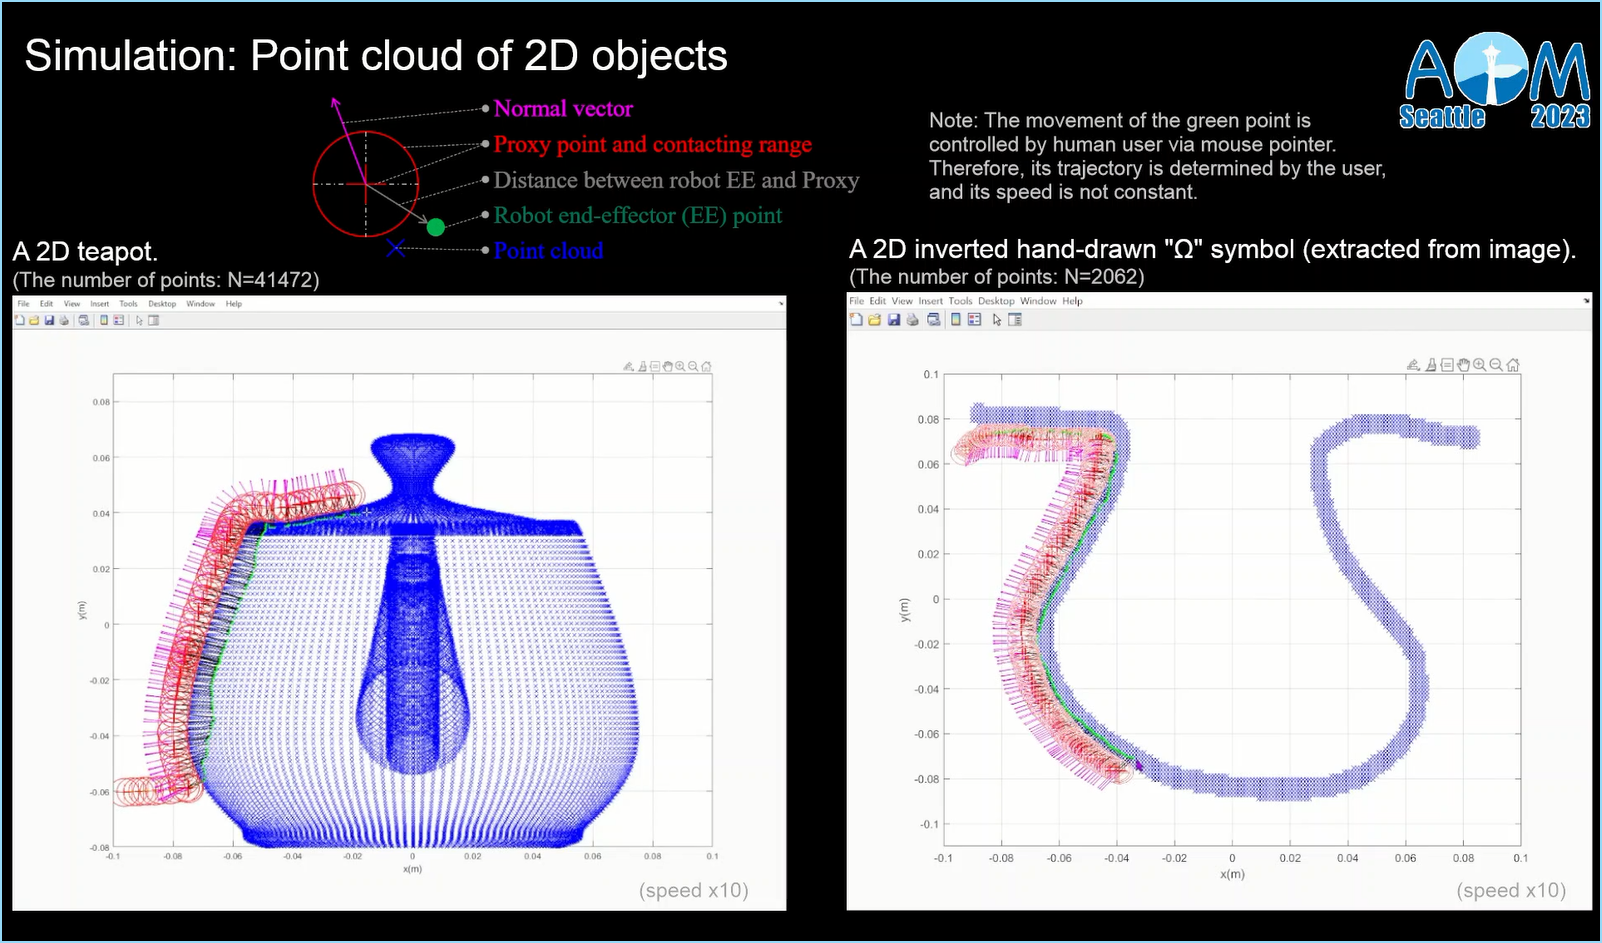 Simulation: Point cloud of 2D objects
AOM
Seattle 2023
Normal vector
Proxy point and contacting range
Distance between robot EE and Proxy
Robot end-effector (EE) point
Point cloud
Note: The movement of the green point is
controlled by human user via mouse pointer.
Therefore, its trajectory is determined by the user,
and its speed is not constant.
A 2D teapot.
(The number of points: N=41472)
File Edit View Insert Tools Desktop Window Help
0.08
0.06
0.04
0.02
0
-0.02
-0.04
-0.06
-0.08
y(m)
-0.1 -0.08 -0.06 -0.04 -0.02 0 0.02 0.04 0.06 0.08 0.1
x(m)
(speed x10)
A 2D inverted hand-drawn "Ω" symbol (extracted from image).
(The number of points: N=2062)
File Edit View Insert Tools Desktop Window Help
0.1
0.08
0.06
0.04
0.02
0
-0.02
-0.04
-0.06
-0.08
-0.1
y(m)
-0.1 -0.08 -0.06 -0.04 -0.02 0 0.02 0.04 0.06 0.08 0.1
x(m)
(speed x10)